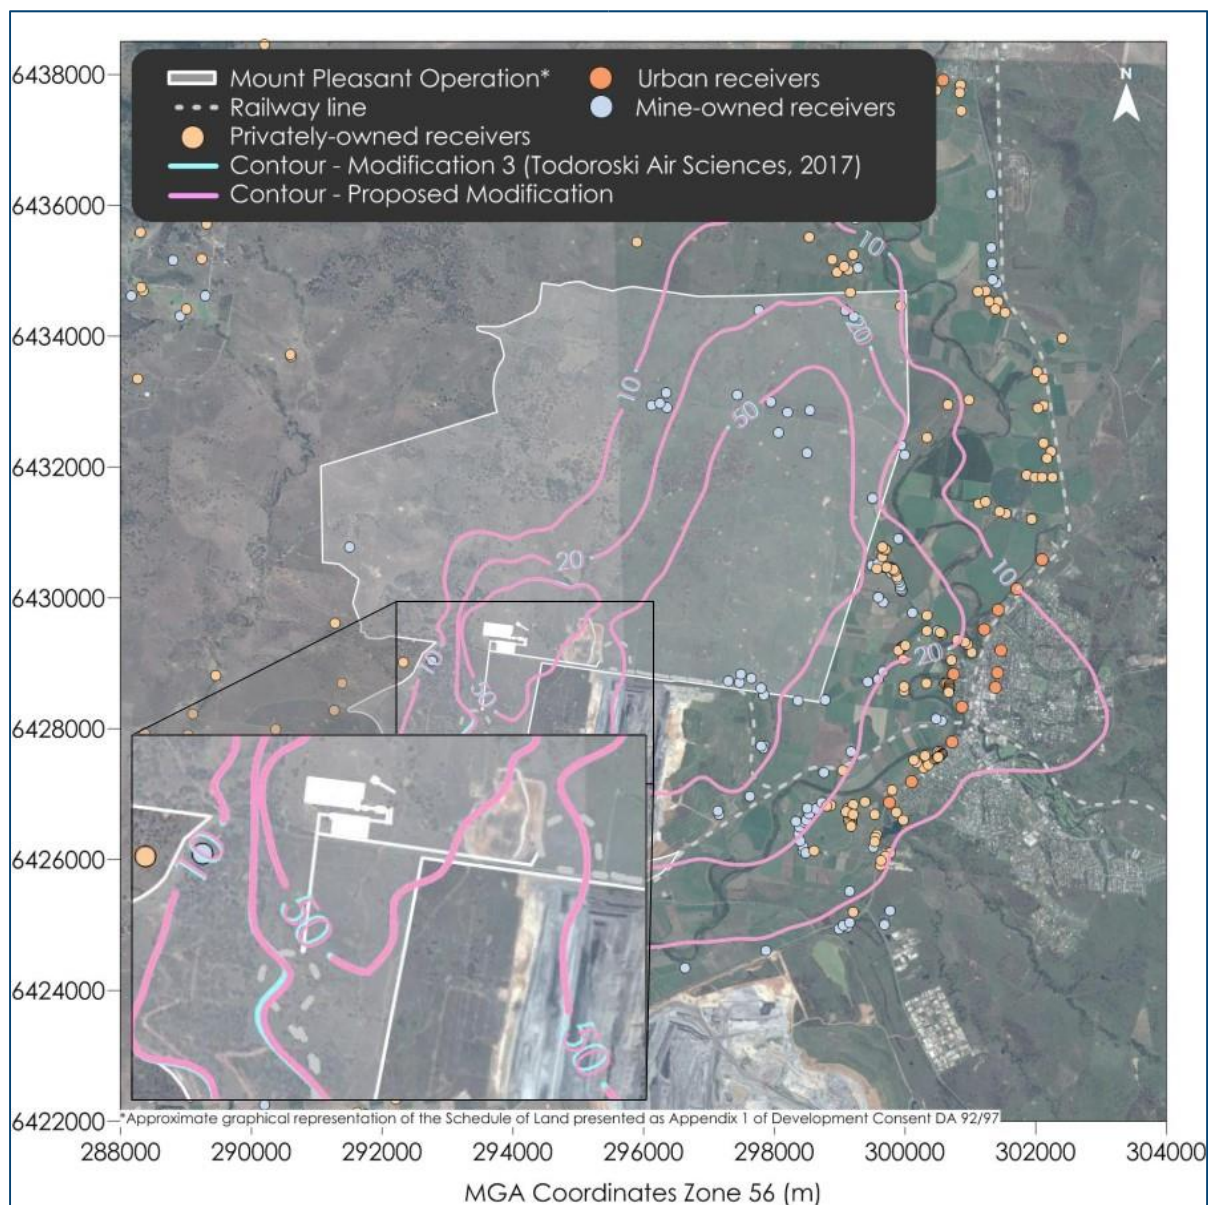 6438000
Mount Pleasant Operation*
Urban receivers
N
Railway line
Mine-owned receivers
Privately-owned receivers
Contour - Modification 3 (Todoroski Air Sciences, 2017)
Contour - Proposed Modification
6436000
10
6434000
20
10
50
6432000
20
10
6430000
20
10
50
6428000
10
6426000
50
6424000
50
6422000
*Approximate graphical representation of the Schedule of Land presented as Appendix 1 of Development Consent DA 92/97
288000 290000 292000 294000 296000 298000 300000 302000 304000
MGA Coordinates Zone 56 (m)